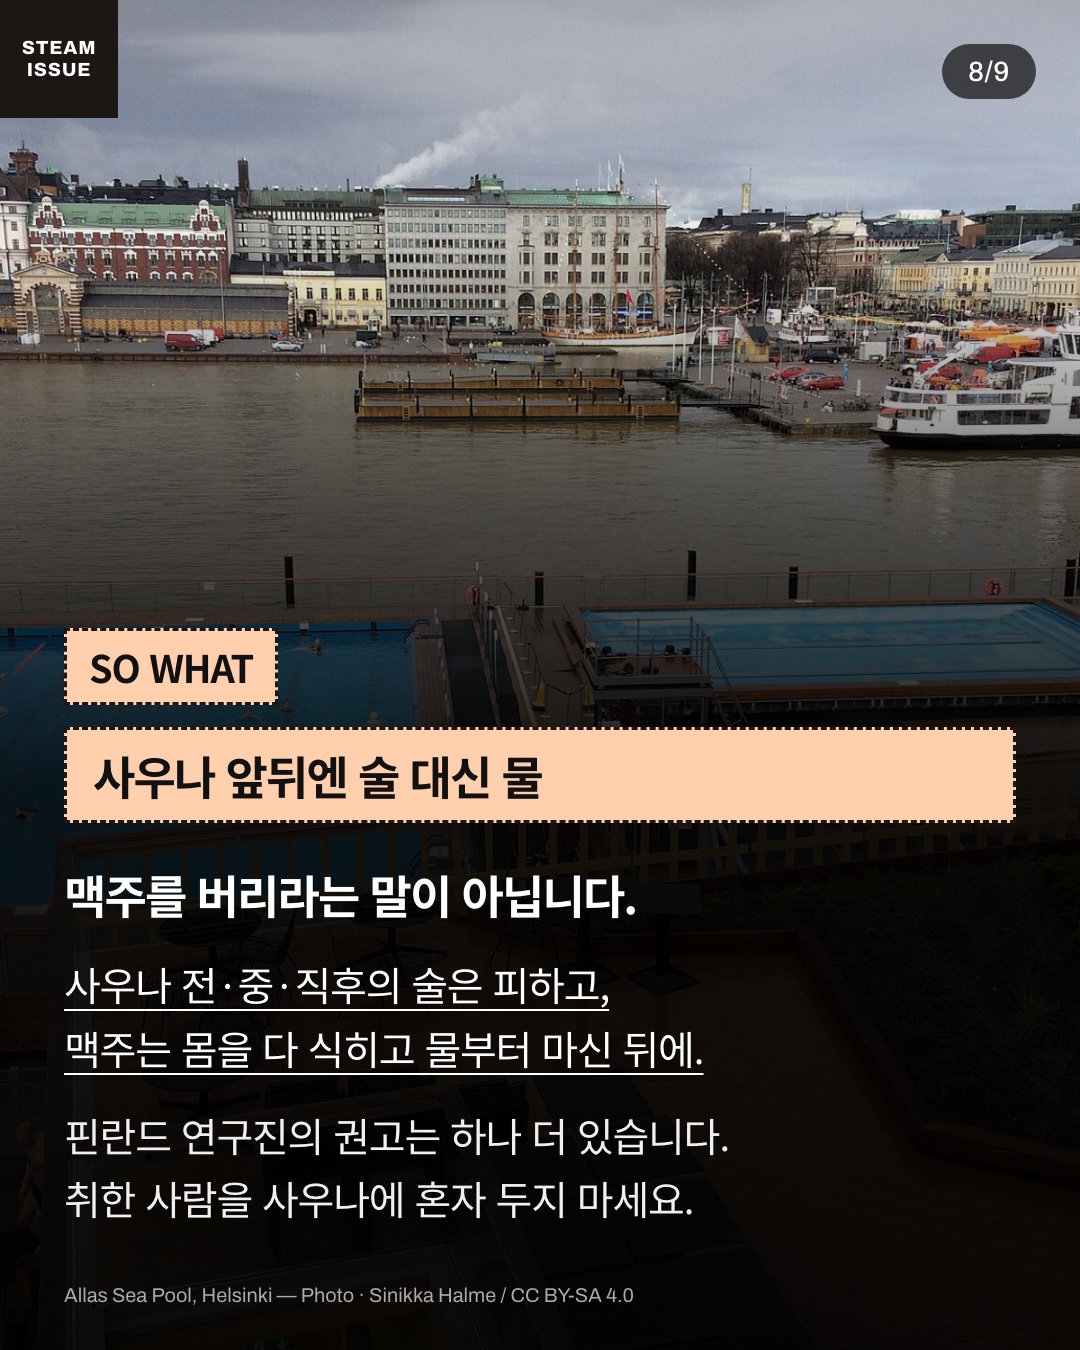 STEAM
ISSUE
8/9
SO WHAT
사우나 앞뒤엔 술 대신 물
맥주를 버리라는 말이 아닙니다.
사우나 전·중·직후의 술은 피하고,
맥주는 몸을 다 식히고 물부터 마신 뒤에.
핀란드 연구진의 권고는 하나 더 있습니다.
취한 사람을 사우나에 혼자 두지 마세요.
Allas Sea Pool, Helsinki — Photo · Sinikka Halme / CC BY-SA 4.0